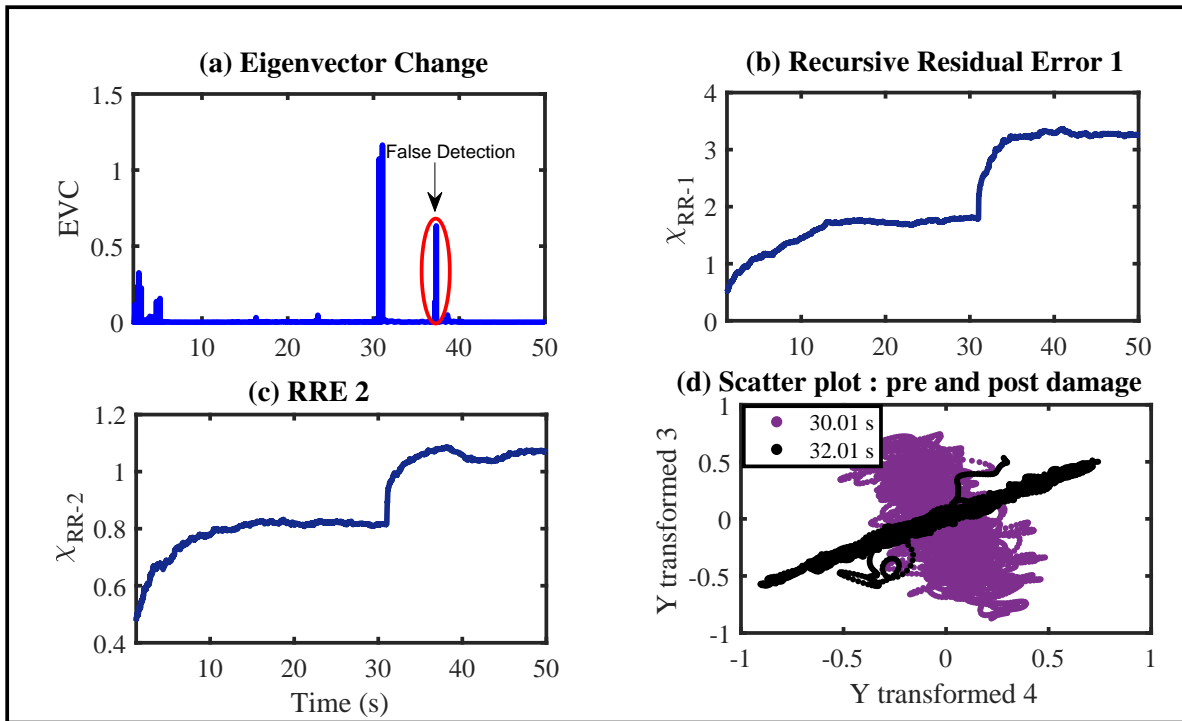 (a) Eigenvector Change
1.5
1
0.5
0
EVC
False Detection
10 20 30 40 50
(b) Recursive Residual Error 1
4
3
2
1
0
χRR-1
10 20 30 40 50
(c) RRE 2
1.2
1
0.8
0.6
0.4
χRR-2
10 20 30 40 50
Time (s)
(d) Scatter plot : pre and post damage
1
0.5
0
-0.5
-1
Y transformed 3
30.01 s
32.01 s
-1 -0.5 0 0.5 1
Y transformed 4